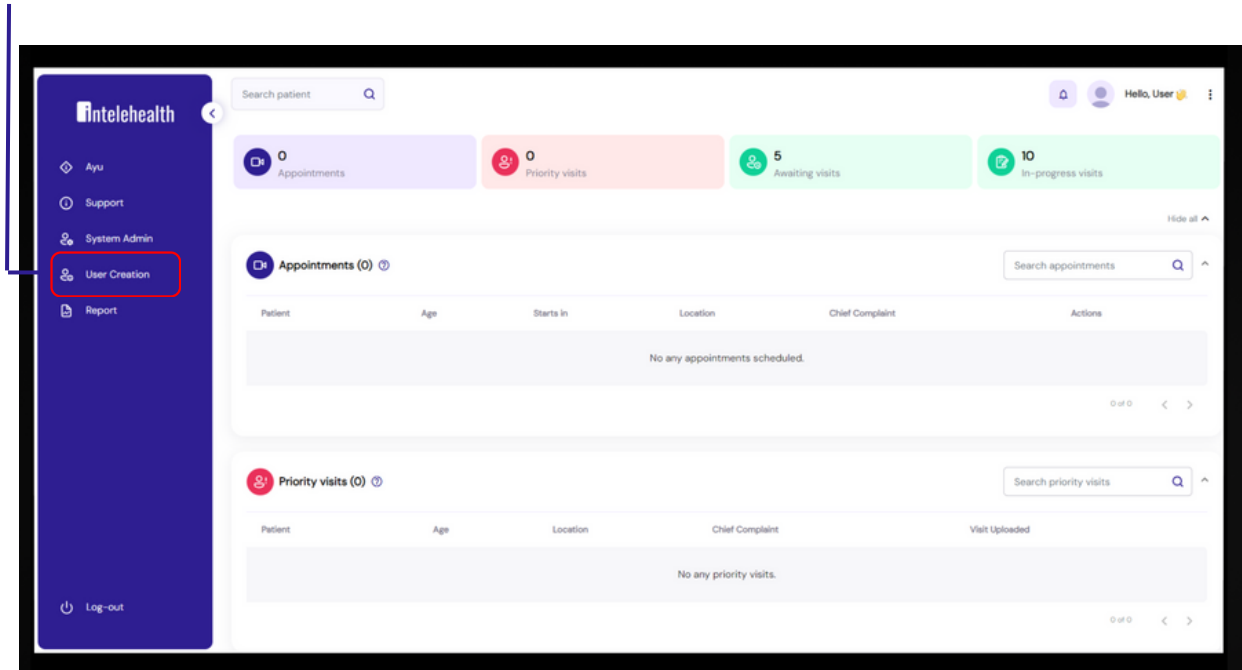 intelehealth
Ayu
Support
System Admin
User Creation
Report
Log-out
Search patient
Hello, User
0
Appointments
0
Priority visits
5
Awaiting visits
10
In-progress visits
Hide all
Appointments (0)
Search appointments
Patient Age Starts in Location Chief Complaint Actions
No any appointments scheduled.
0 of 0
Priority visits (0)
Search priority visits
Patient Age Location Chief Complaint Visit Uploaded
No any priority visits.
0 of 0